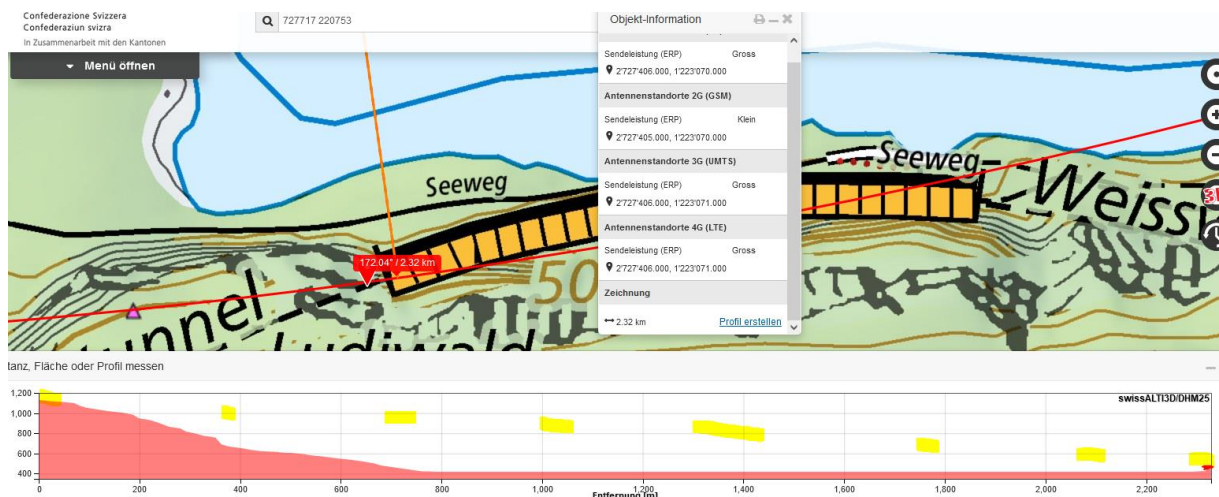 Confederazione Svizzera
Confederaziun svizra
In Zusammenarbeit mit den Kantonen
727717 220753
Menü öffnen
Objekt-Information
Sendeleistung (ERP) Gross
2'727'406.000, 1'223'070.000
Antennenstandorte 2G (GSM)
Sendeleistung (ERP) Klein
2'727'405.000, 1'223'070.000
Antennenstandorte 3G (UMTS)
Sendeleistung (ERP) Gross
2'727'406.000, 1'223'071.000
Antennenstandorte 4G (LTE)
Sendeleistung (ERP) Gross
2'727'406.000, 1'223'071.000
Zeichnung
2.32 km Profil erstellen
Seeweg
Seeweg
Weiss
172.04° / 2.32 km
50
unnel
Ludiwald
3D
tanz, Fläche oder Profil messen
swissALTI3D/DHM25
1,200
1,000
800
600
400
0 200 400 600 800 1,000 1,200 1,400 1,600 1,800 2,000 2,200
Entfernung [m]